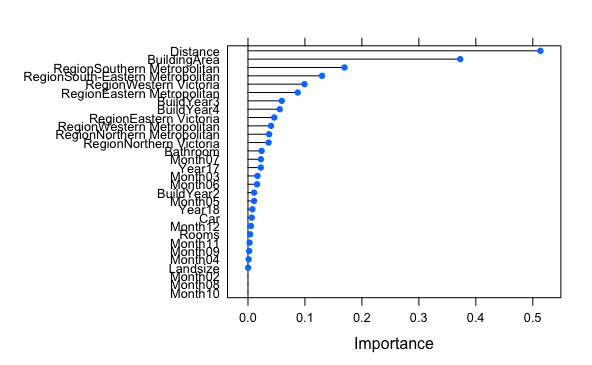 Distance
BuildingArea
RegionSouthern Metropolitan
RegionSouth-Eastern Metropolitan
RegionWestern Victoria
RegionEastern Metropolitan
BuildYear3
BuildYear4
RegionEastern Victoria
RegionWestern Metropolitan
RegionNorthern Metropolitan
RegionNorthern Victoria
Bathroom
Month07
Year17
Month03
Month06
BuildYear2
Month05
Year18
Car
Month12
Rooms
Month11
Month09
Month04
Landsize
Month02
Month08
Month10
0.0 0.1 0.2 0.3 0.4 0.5
Importance